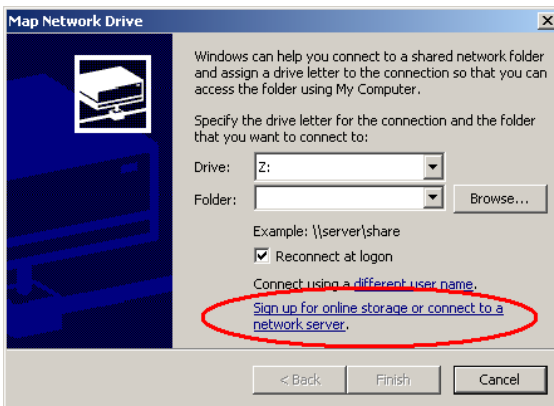 Map Network Drive
Windows can help you connect to a shared network folder
and assign a drive letter to the connection so that you can
access the folder using My Computer.
Specify the drive letter for the connection and the folder
that you want to connect to:
Drive: Z:
Folder: Browse...
Example: \\server\share
Reconnect at logon
Connect using a different user name.
Sign up for online storage or connect to a
network server.
< Back Finish Cancel